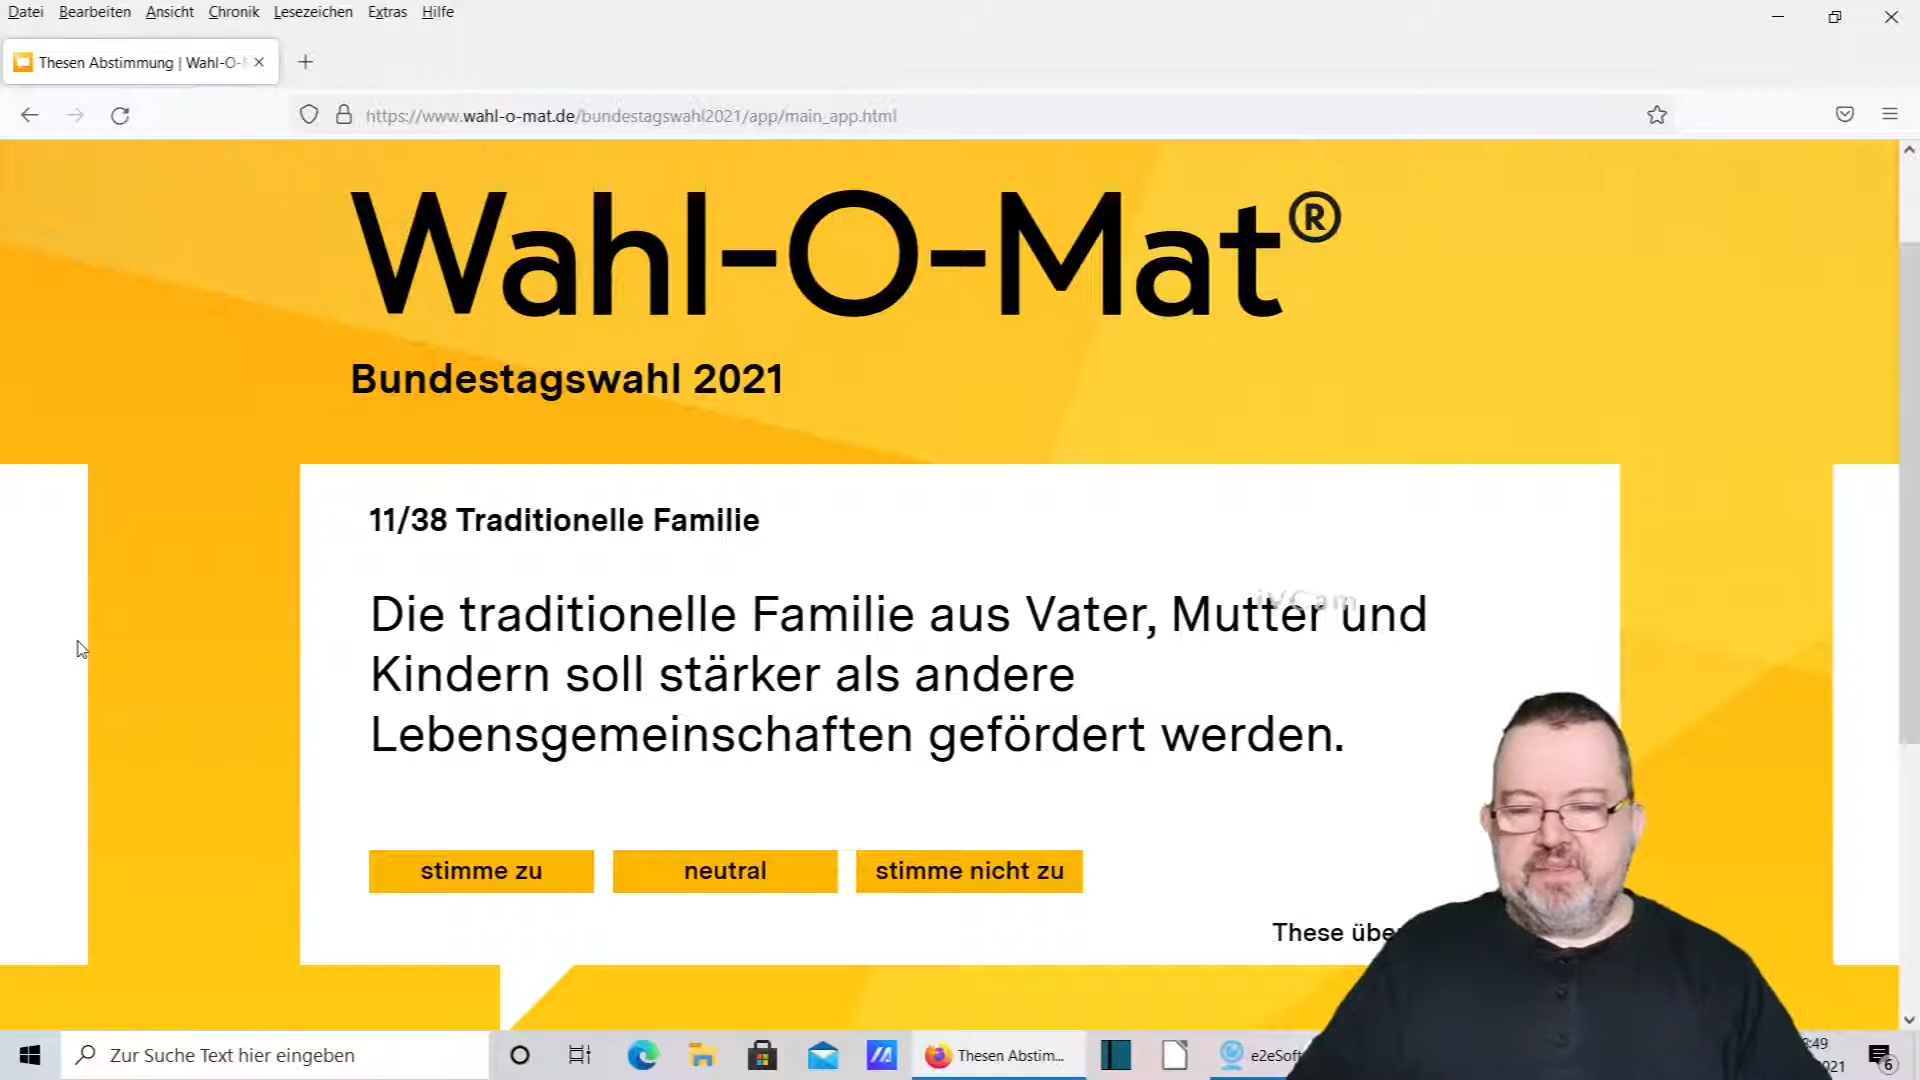 Datei Bearbeiten Ansicht Chronik Lesezeichen Extras Hilfe
Thesen Abstimmung | Wahl-O-
https://www.wahl-o-mat.de/bundestagswahl2021/app/main_app.html
Wahl-O-Mat®
Bundestagswahl 2021
11/38 Traditionelle Familie
iVCam
Die traditionelle Familie aus Vater, Mutter und
Kindern soll stärker als andere
Lebensgemeinschaften gefördert werden.
stimme zu neutral stimme nicht zu
These
Zur Suche Text hier eingeben
Thesen Abstim...
e2eSoft
:49
6